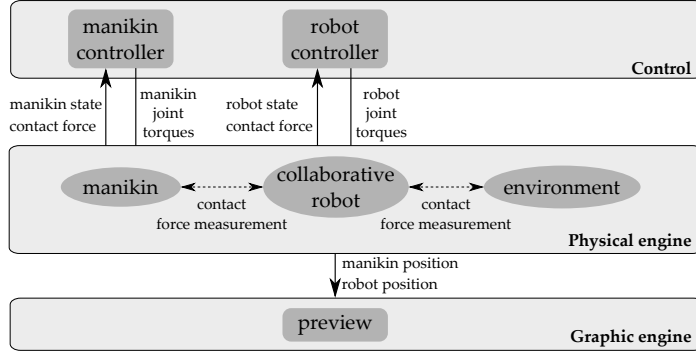 manikin
controller
robot
controller
Control
manikin state
contact force
manikin
joint
torques
robot state
contact force
robot
joint
torques
manikin
collaborative
robot
environment
contact
force measurement
contact
force measurement
Physical engine
manikin position
robot position
preview
Graphic engine